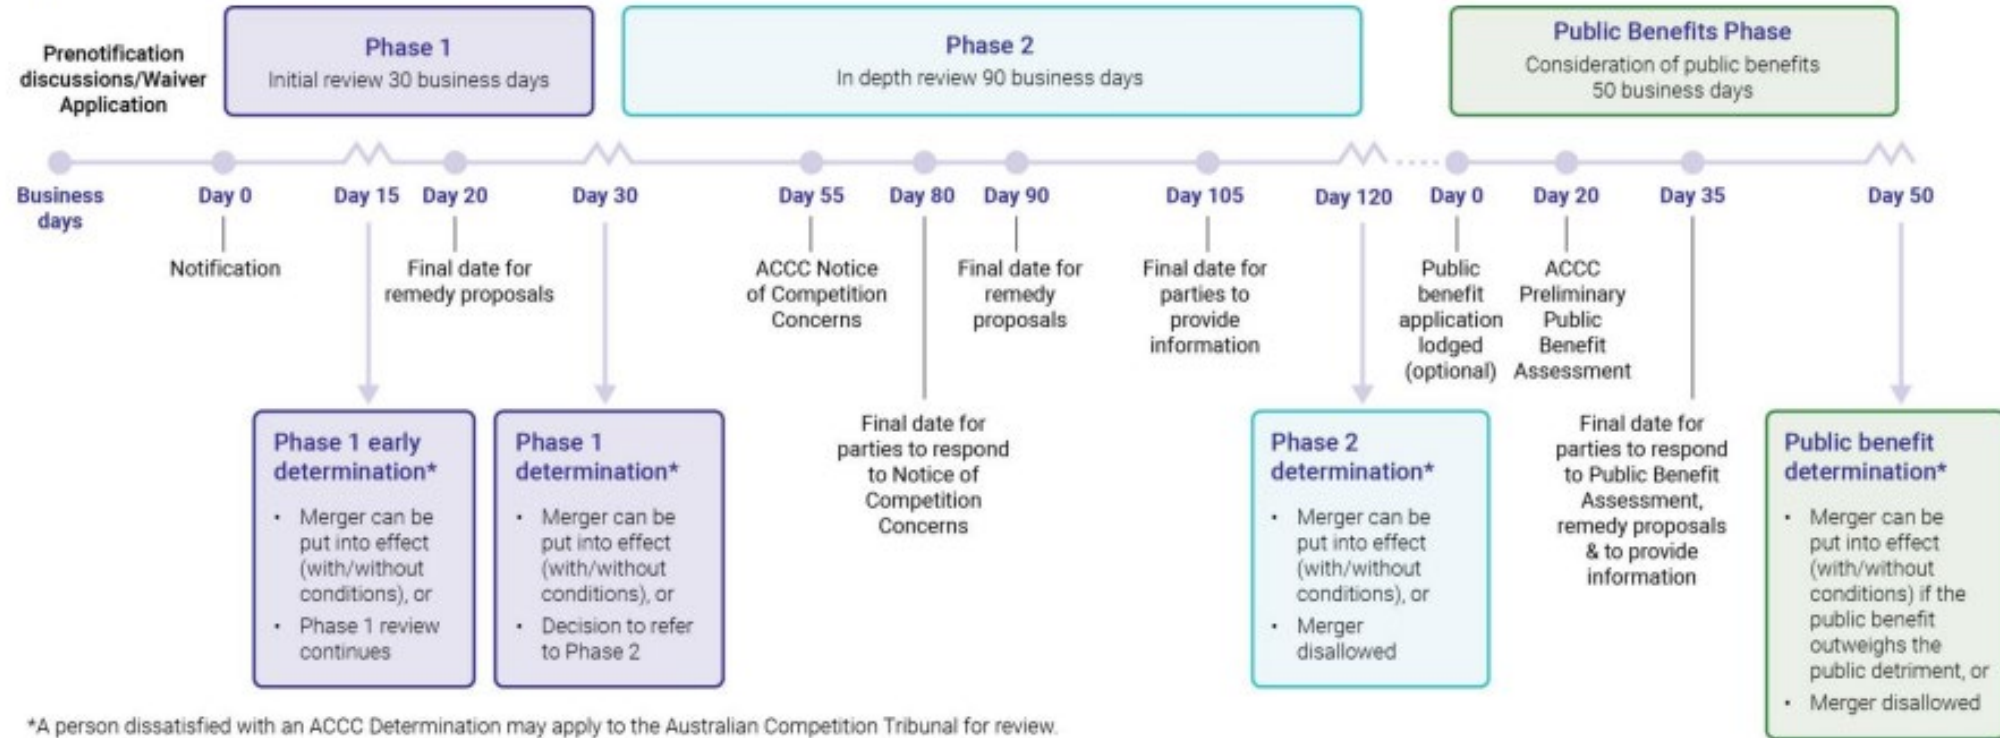 Prenotification
discussions/Waiver
Application
Phase 1
Initial review 30 business days
Phase 2
In depth review 90 business days
Public Benefits Phase
Consideration of public benefits
50 business days
Business
days
Day 0
Day 15
Day 20
Day 30
Day 55
Day 80
Day 90
Day 105
Day 120
Day 0
Day 20
Day 35
Day 50
Notification
Final date for
remedy proposals
ACCC Notice
of Competition
Concerns
Final date for
remedy
proposals
Final date for
parties to
provide
information
Public
benefit
application
lodged
(optional)
ACCC
Preliminary
Public
Benefit
Assessment
Final date for
parties to respond
to Notice of
Competition
Concerns
Final date for
parties to respond
to Public Benefit
Assessment,
remedy proposals
& to provide
information
Phase 1 early
determination*
• Merger can be
put into effect
(with/without
conditions), or
• Phase 1 review
continues
Phase 1
determination*
• Merger can be
put into effect
(with/without
conditions), or
• Decision to refer
to Phase 2
Phase 2
determination*
• Merger can be
put into effect
(with/without
conditions), or
• Merger
disallowed
Public benefit
determination*
• Merger can be
put into effect
(with/without
conditions) if the
public benefit
outweighs the
public detriment, or
• Merger disallowed
*A person dissatisfied with an ACCC Determination may apply to the Australian Competition Tribunal for review.